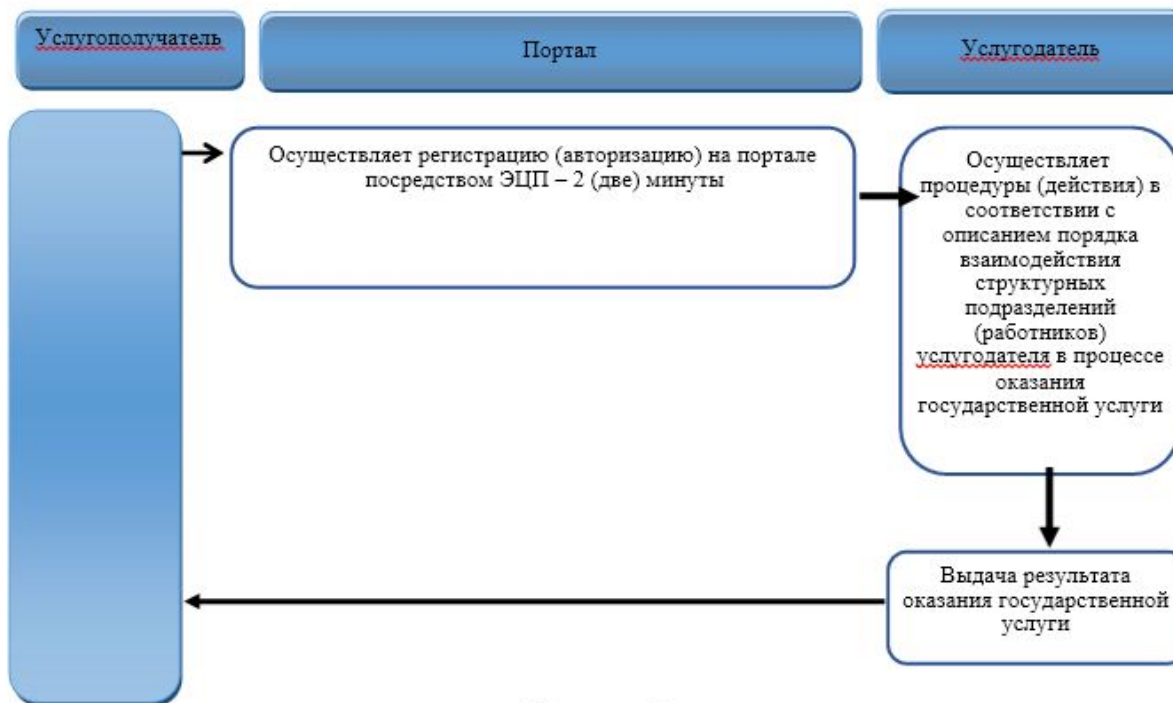 Услугополучатель
Портал
Услугодатель
Осуществляет регистрацию (авторизацию) на портале
посредством ЭЦП – 2 (две) минуты
Осуществляет
процедуры (действия) в
соответствии с
описанием порядка
взаимодействия
структурных
подразделений
(работников)
услугодателя в процессе
оказания
государственной услуги
Выдача результата
оказания государственной
услуги